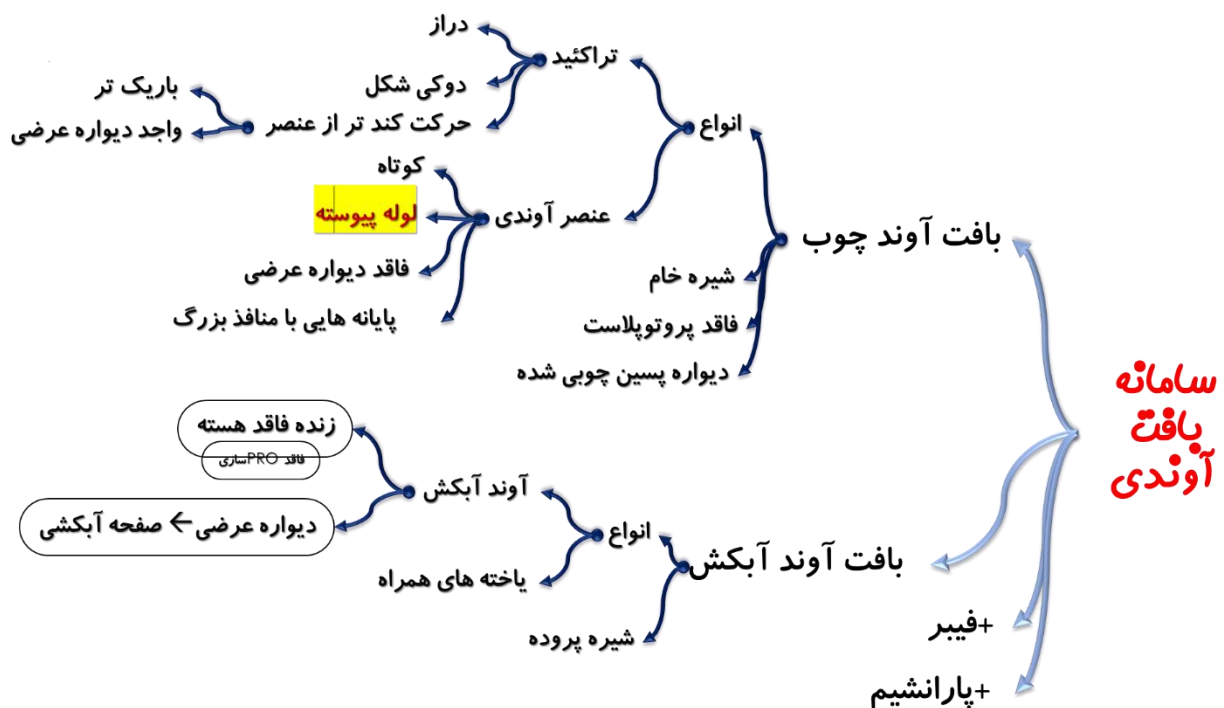 سامانه
بافت
آوندی
بافت آوند چوب
انواع
تراکئید
دراز
دوکی شکل
حرکت کند تر از عنصر
باریک تر
واجد دیواره عرضی
عنصر آوندی
کوتاه
لوله پیوسته
فاقد دیواره عرضی
پایانه هایی با منافذ بزرگ
شیره خام
فاقد پروتوپلاست
دیواره پسین چوبی شده
بافت آوند آبکش
انواع
آوند آبکش
زنده فاقد هسته
فاقد PROسازی
دیواره عرضی← صفحه آبکشی
یاخته های همراه
شیره پروده
+فیبر
+پارانشیم